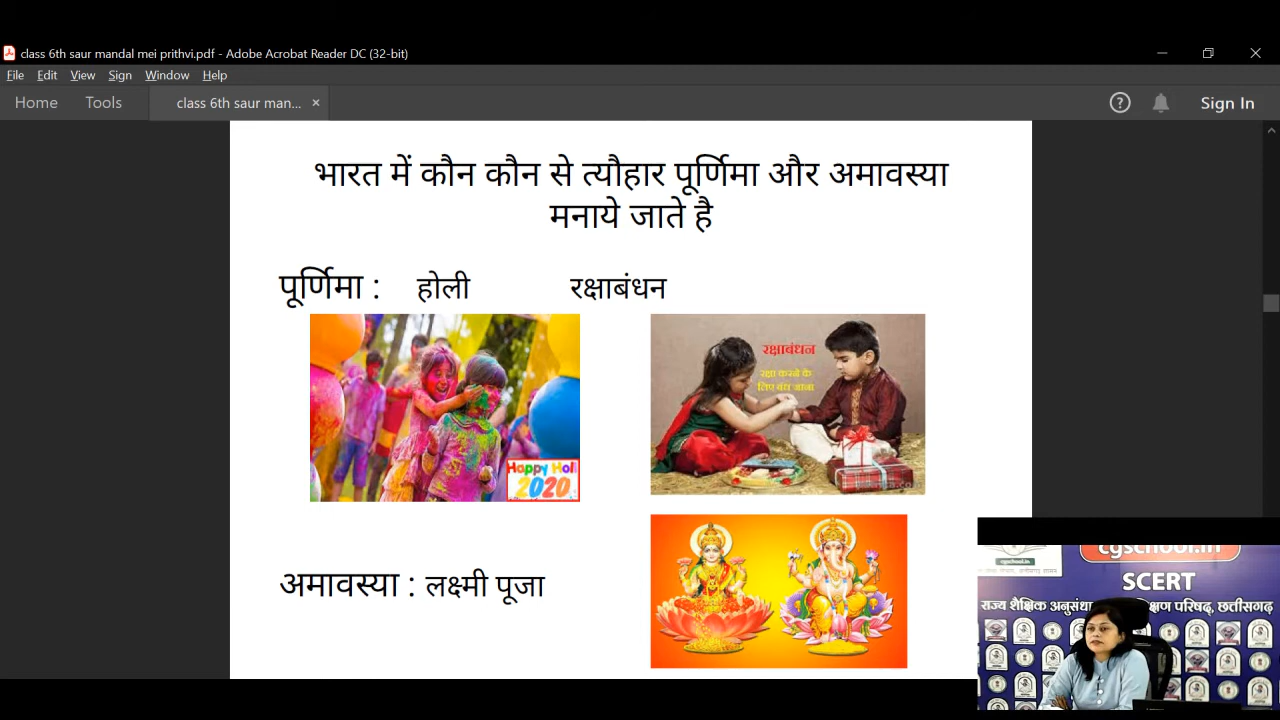 class 6th saur mandal mei prithvi.pdf - Adobe Acrobat Reader DC (32-bit)
File Edit View Sign Window Help
Home Tools class 6th saur man... × ? Sign In
भारत में कौन कौन से त्यौहार पूर्णिमा और अमावस्या
मनाये जाते है
पूर्णिमा : होली रक्षाबंधन
रक्षाबंधन
रक्षा करने के
लिए बंध जाना
Happy Holi
2020
अमावस्या : लक्ष्मी पूजा
cgschool.in
SCERT
राज्य शैक्षिक अनुसंधा
परिषद्, छत्तीसगढ़